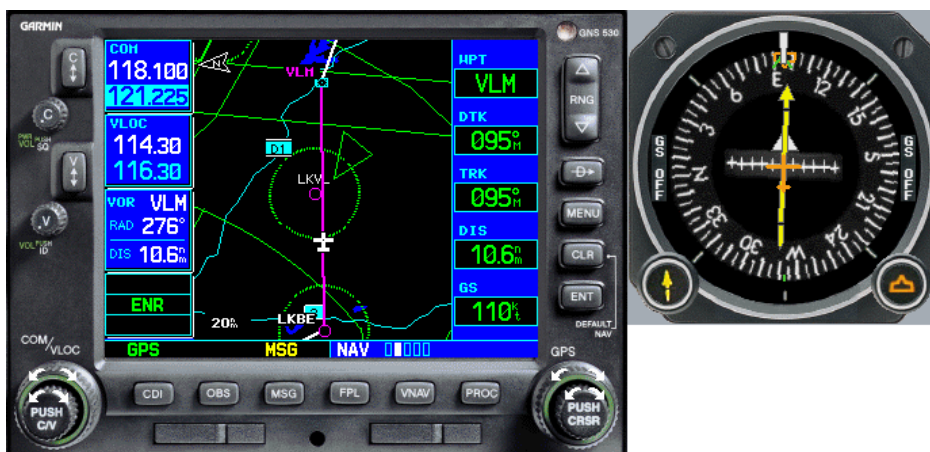 GARMIN
GNS 530
COM
118.100
121.225
VLOC
114.30
116.30
VOR VLM
RAD 276°
DIS 10.6nm
ENR
GPS
MSG
NAV
N
VLM
D1
LKVL
LKBE
20nm
WPT
VLM
DTK
095°M
TRK
095°M
DIS
10.6nm
GS
110kt
C
.C
PWR PUSH
VOL SQ
V
.V
VOL PUSH
ID
RNG
D
MENU
CLR
ENT
DEFAULT
NAV
COM/VLOC
PUSH
C/V
CDI
OBS
MSG
FPL
VNAV
PROC
GPS
PUSH
CRSR
GS OFF
GS OFF
N
3
6
E
12
15
S
21
24
W
30
33